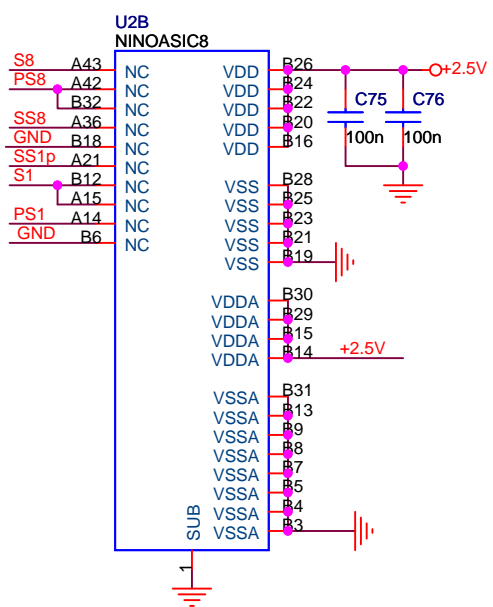 U2B
NINOASIC8
S8 A43 NC VDD B26 +2.5V
PS8 A42 NC VDD B24
B32 NC VDD B22 C75 C76
SS8 A36 NC VDD B20 100n 100n
GND B18 NC VDD B16
SS1p A21 NC
S1 B12 NC VSS B28
A15 NC VSS B25
PS1 A14 NC VSS B23
GND B6 NC VSS B21
VSS B19
VDDA B30
VDDA B29
VDDA B15
VDDA B14 +2.5V
VSSA B31
VSSA B13
VSSA B9
VSSA B8
VSSA B7
VSSA B5
VSSA B4
SUB VSSA B3
1